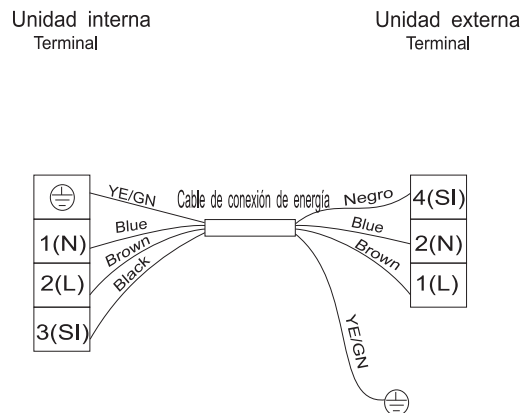 Unidad interna
Terminal
Unidad externa
Terminal
YE/GN
1(N)
Blue
2(L)
Brown
3(SI)
Black
Cable de conexión de energía
Negro
4(SI)
Blue
2(N)
Brown
1(L)
YE/GN